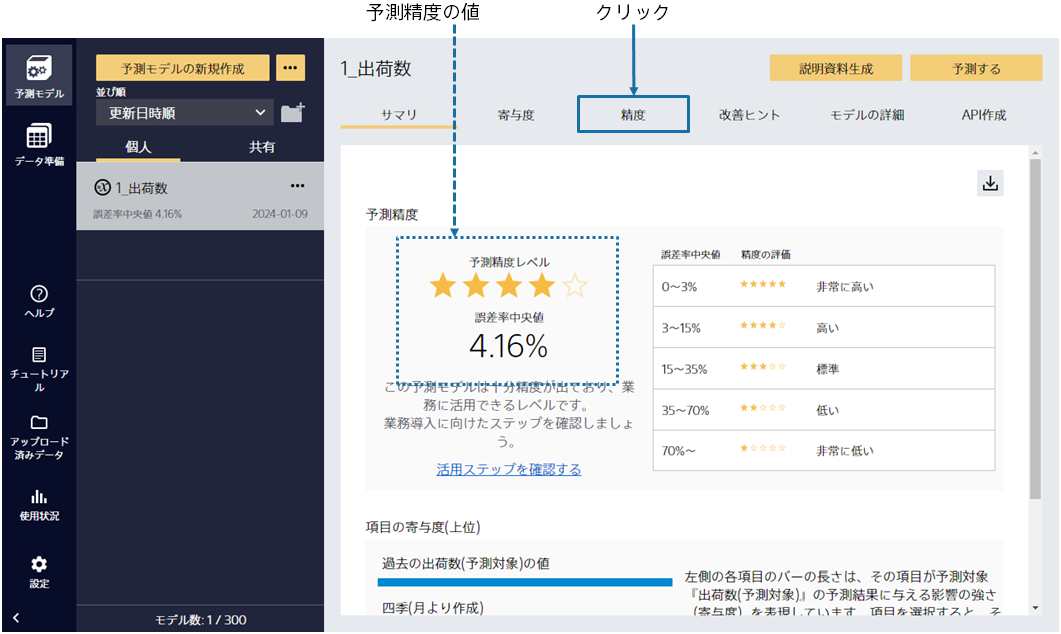 予測精度の値
クリック
予測モデル
データ準備
ヘルプ
チュートリア
ル
アップロード
済みデータ
使用状況
設定
予測モデルの新規作成
並び順
更新日時順
個人
共有
1_出荷数
誤差率中央値 4.16%
2024-01-09
モデル数: 1 / 300
1_出荷数
説明資料生成
予測する
サマリ
寄与度
精度
改善ヒント
モデルの詳細
API作成
予測精度
予測精度レベル
誤差率中央値
4.16%
この予測モデルは十分精度が出ており、業
務に活用できるレベルです。
業務導入に向けたステップを確認しましょ
う。
活用ステップを確認する
誤差率中央値 精度の評価
0～3% ★★★★★ 非常に高い
3～15% ★★★★☆ 高い
15～35% ★★★☆☆ 標準
35～70% ★★☆☆☆ 低い
70%～ ★☆☆☆☆ 非常に低い
項目の寄与度(上位)
過去の出荷数(予測対象)の値
四季(月より作成)
左側の各項目のバーの長さは、その項目が予測対象
『出荷数(予測対象)』の予測結果に与える影響の強さ
（寄与度）を表現しています。項目を選択すると、そ